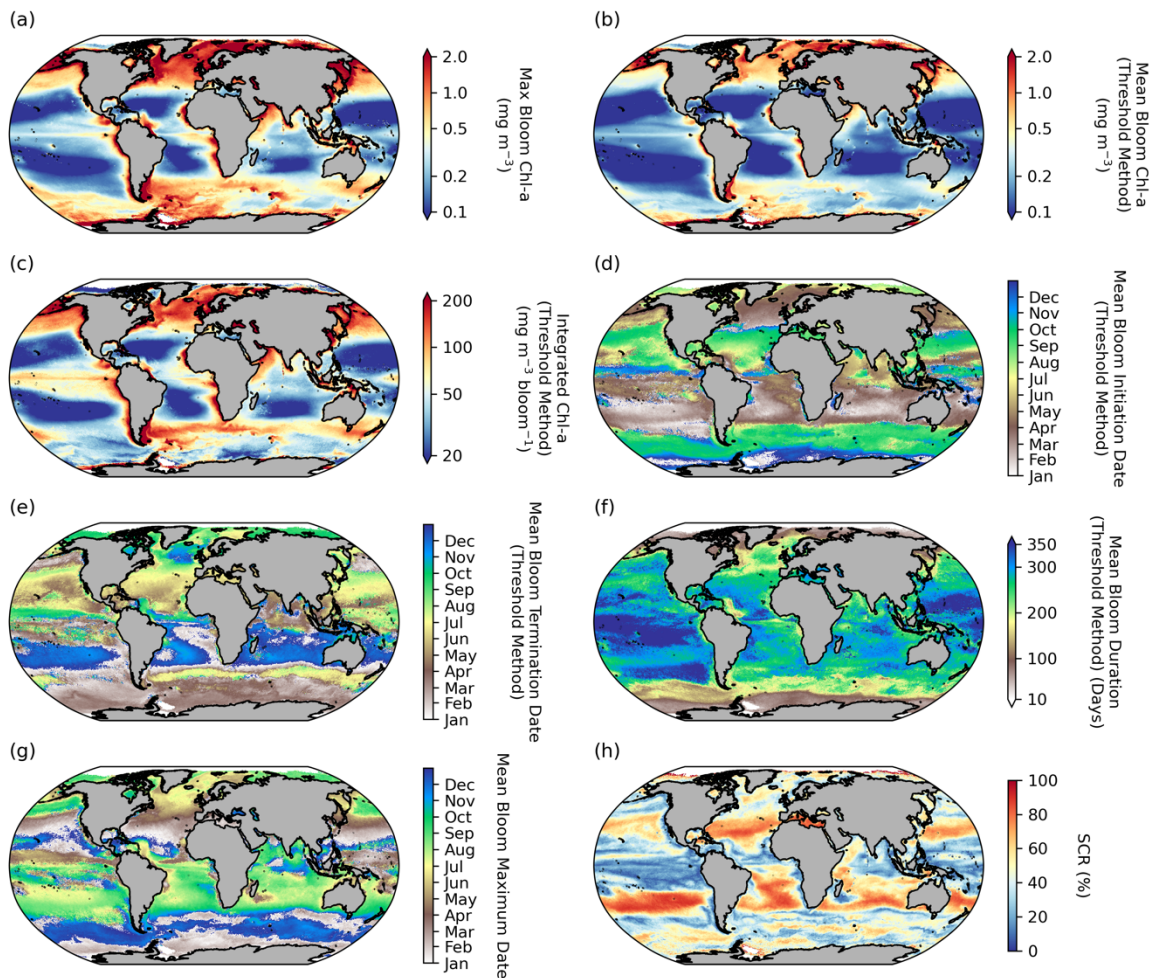 (a)
2.0
1.0
0.5
0.2
0.1
Max Bloom Chl-a
(mg m⁻³)
(b)
2.0
1.0
0.5
0.2
0.1
Mean Bloom Chl-a
(Threshold Method)
(mg m⁻³)
(c)
200
100
50
20
Integrated Chl-a
(Threshold Method)
(mg m⁻³ bloom⁻¹)
(d)
Dec
Nov
Oct
Sep
Aug
Jul
Jun
May
Apr
Mar
Feb
Jan
Mean Bloom Initiation Date
(Threshold Method)
(e)
Dec
Nov
Oct
Sep
Aug
Jul
Jun
May
Apr
Mar
Feb
Jan
Mean Bloom Termination Date
(Threshold Method)
(f)
350
300
200
100
10
Mean Bloom Duration
(Threshold Method) (Days)
(g)
Dec
Nov
Oct
Sep
Aug
Jul
Jun
May
Apr
Mar
Feb
Jan
Mean Bloom Maximum Date
(h)
100
80
60
40
20
0
SCR (%)